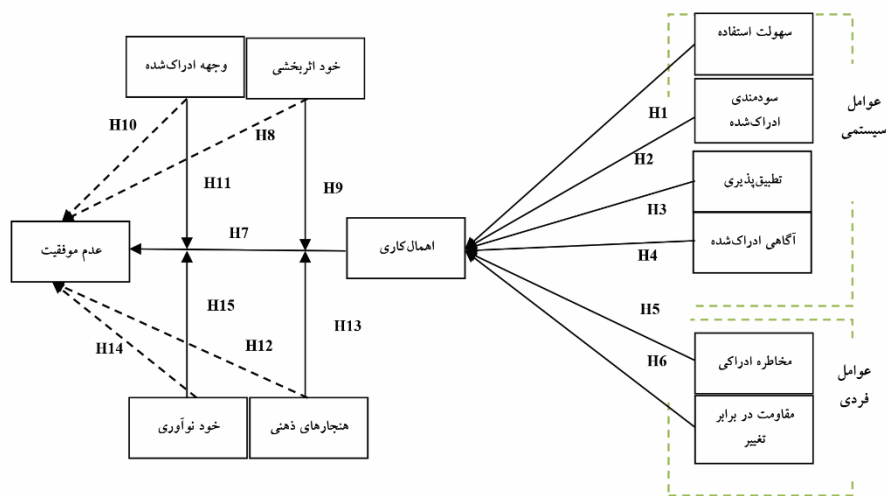 سهولت استفاده
سودمندی
ادراک‌شده
تطبیق‌پذیری
آگاهی ادراک‌شده
عوامل
سیستمی
مخاطره ادراکی
مقاومت در برابر
تغییر
عوامل
فردی
H1
H2
H3
H4
H5
H6
اهمال‌کاری
خود اثربخشی
وجهه ادراک‌شده
H10
H8
H11
H9
H7
عدم موفقیت
H15
H13
H14
H12
هنجارهای ذهنی
خود نوآوری